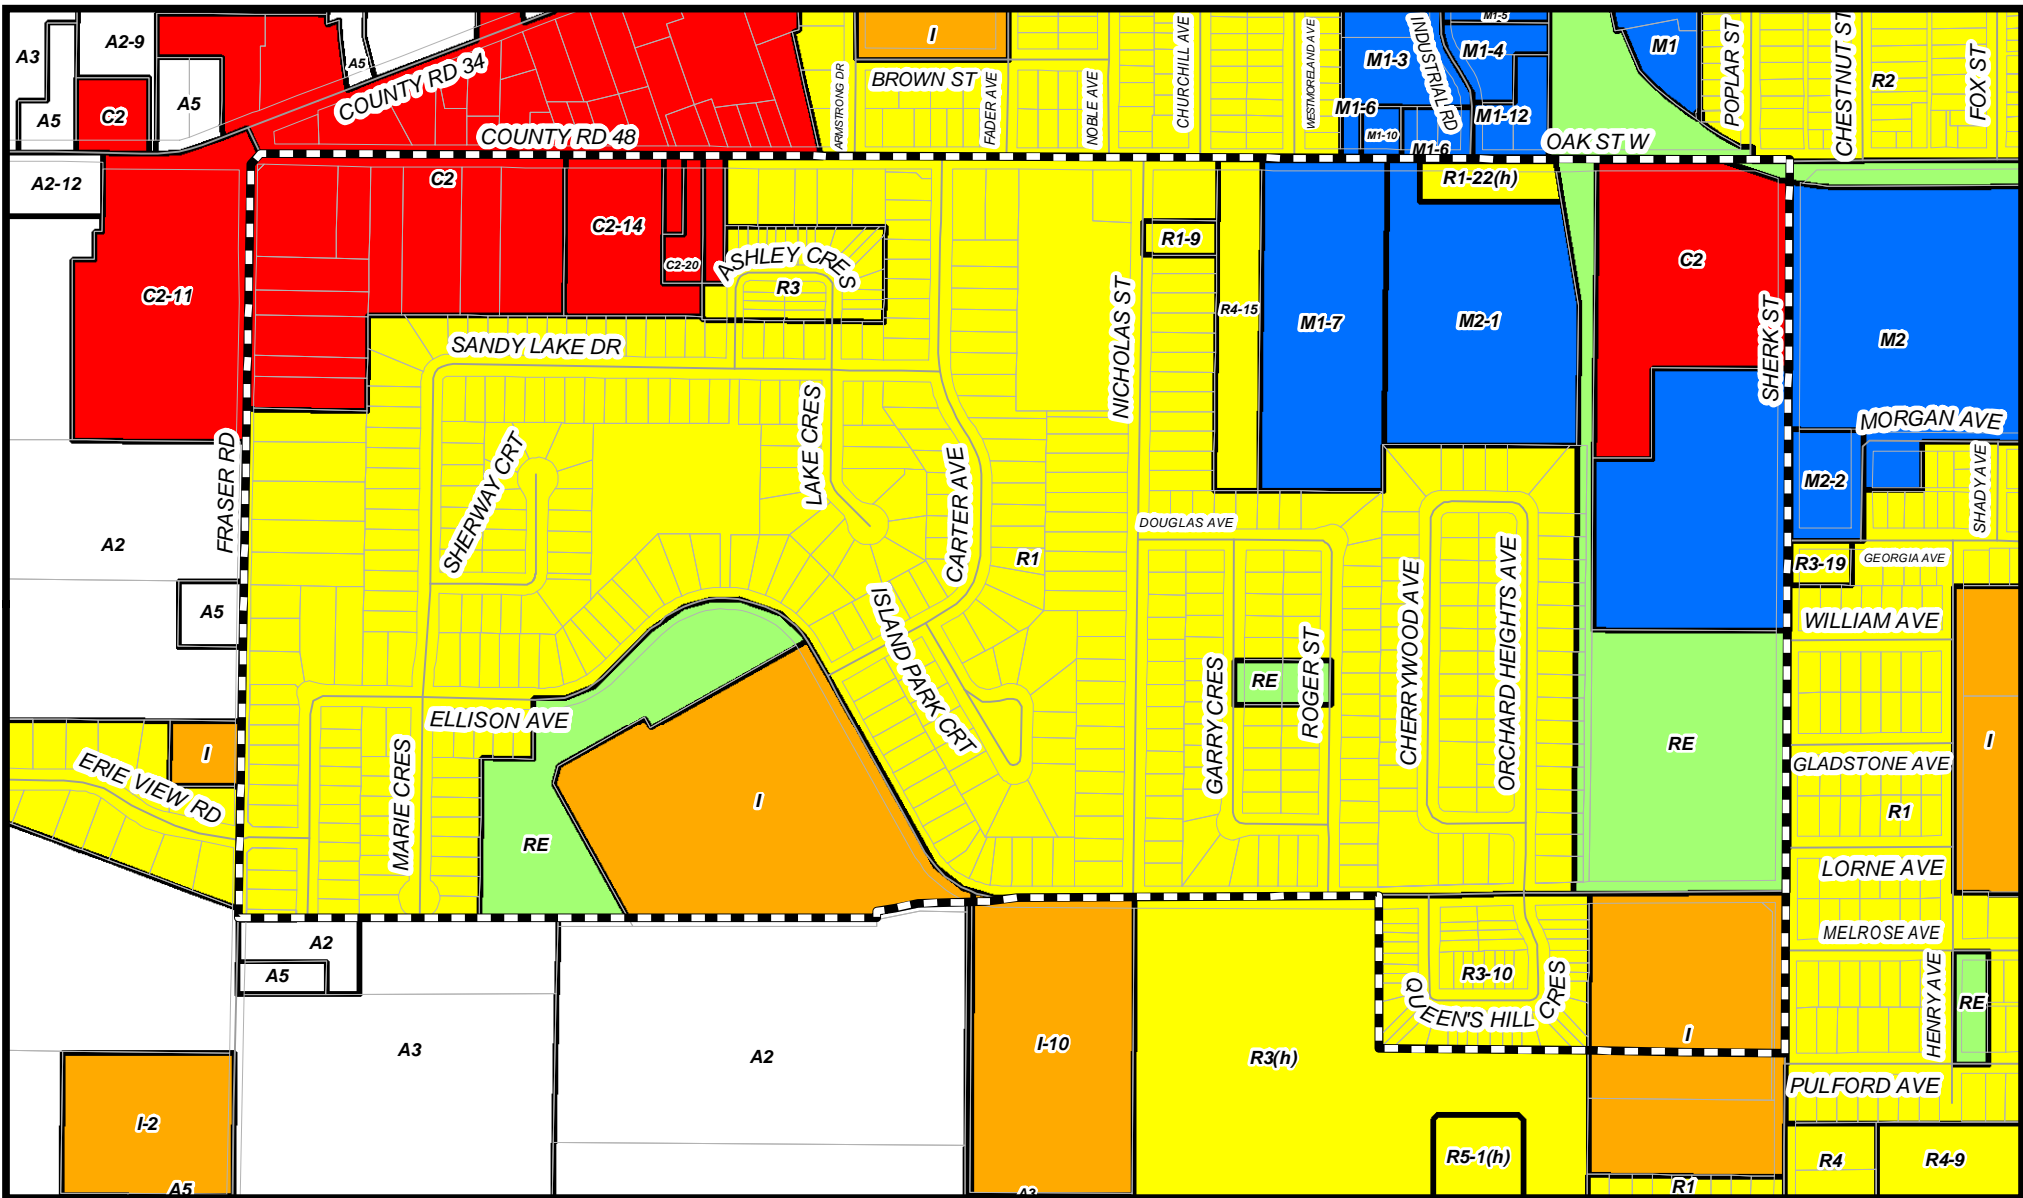 A3
A2-9
A5
I
M1-5
M1-4
M1-3
M1
R2
A5
C2
A5
COUNTY RD 34
COUNTY RD 48
ARMSTRONG DR
BROWN ST
FADER AVE
NOBLE AVE
CHURCHILL AVE
WESTMORELAND AVE
INDUSTRIAL RD
POPLAR ST
CHESTNUT ST
FOX ST
M1-6
M1-10
M1-6
M1-12
OAK ST W
A2-12
C2
C2-14
C2-20
ASHLEY CRES
R3
R1-9
R1-22(h)
C2
C2-11
SANDY LAKE DR
NICHOLAS ST
R4-15
M1-7
M2-1
SHERK ST
M2
FRASER RD
SHERWAY CRT
LAKE CRES
CARTER AVE
MORGAN AVE
M2-2
SHADY AVE
A2
R1
DOUGLAS AVE
CHERRYWOOD AVE
ORCHARD HEIGHTS AVE
R3-19
GEORGIA AVE
A5
WILLIAM AVE
ISLAND PARK CRT
GARRY CRES
RE
ROGER ST
ELLISON AVE
MARIE CRES
I
ERIE VIEW RD
I
RE
RE
I
GLADSTONE AVE
R1
LORNE AVE
MELROSE AVE
HENRY AVE
RE
A2
A5
R3-10
QUEEN'S HILL CRES
A3
A2
I-10
R3(h)
I
PULFORD AVE
I-2
A5
A3
R5-1(h)
R4
R4-9
R1